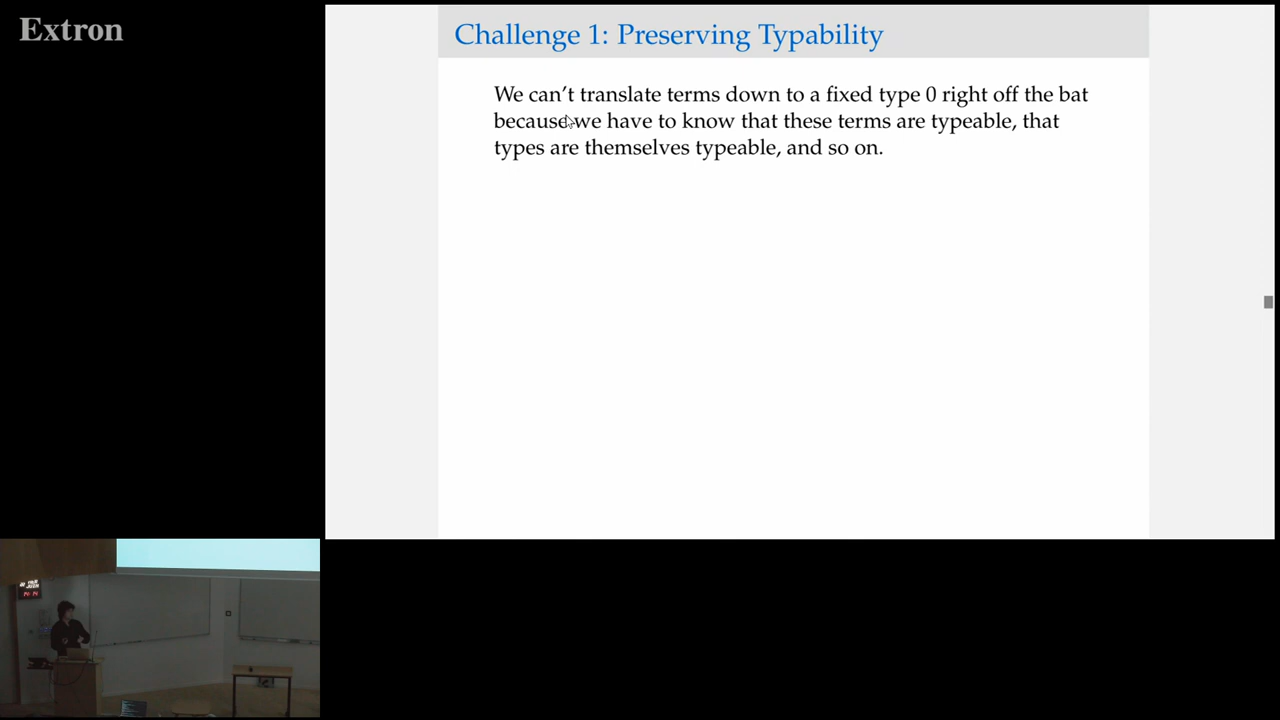 Extron
Challenge 1: Preserving Typability
We can't translate terms down to a fixed type 0 right off the bat
because we have to know that these terms are typeable, that
types are themselves typeable, and so on.